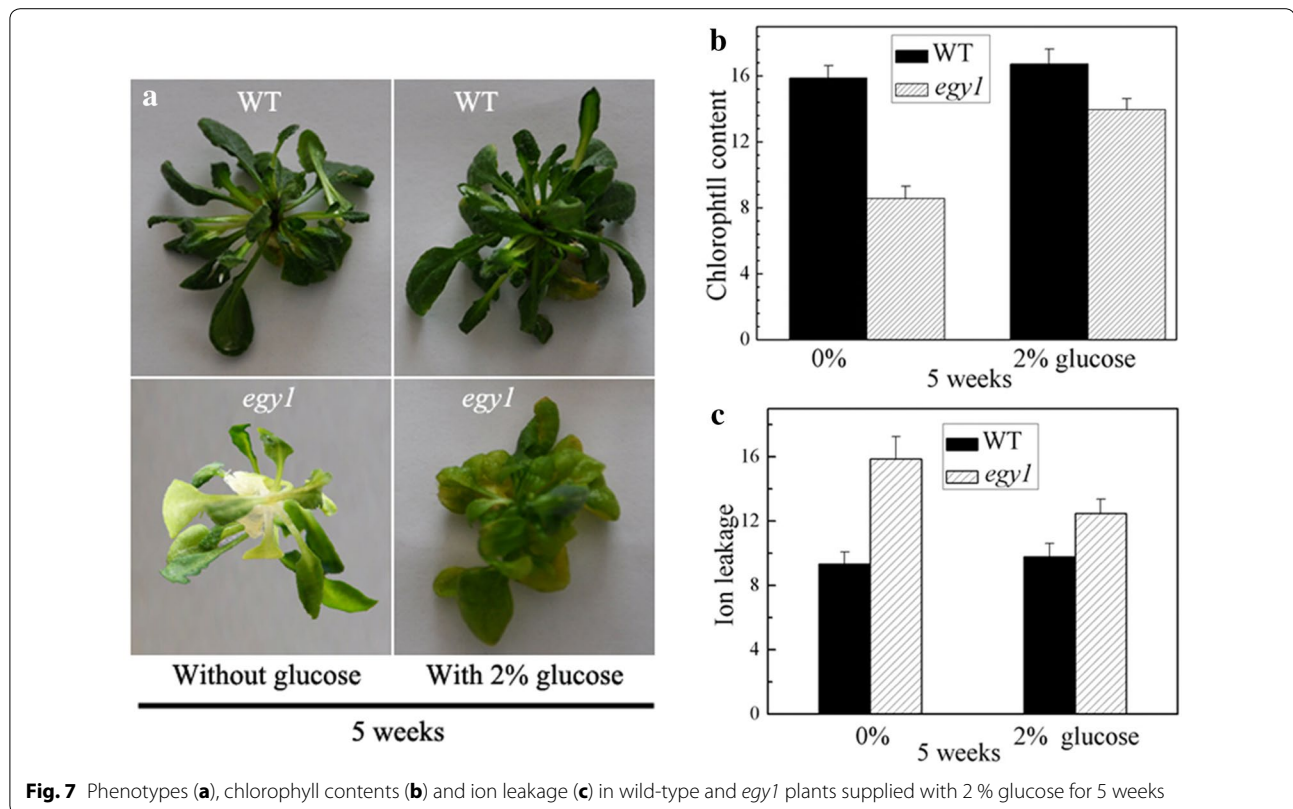 a
WT
WT
egy1
egy1
Without glucose
With 2% glucose
5 weeks
b
WT
egy1
Chlorophtll content
16
12
8
4
0
0%
2% glucose
5 weeks
c
WT
egy1
Ion leakage
16
12
8
4
0
0%
2% glucose
5 weeks
Fig. 7 Phenotypes (a), chlorophyll contents (b) and ion leakage (c) in wild-type and egy1 plants supplied with 2 % glucose for 5 weeks